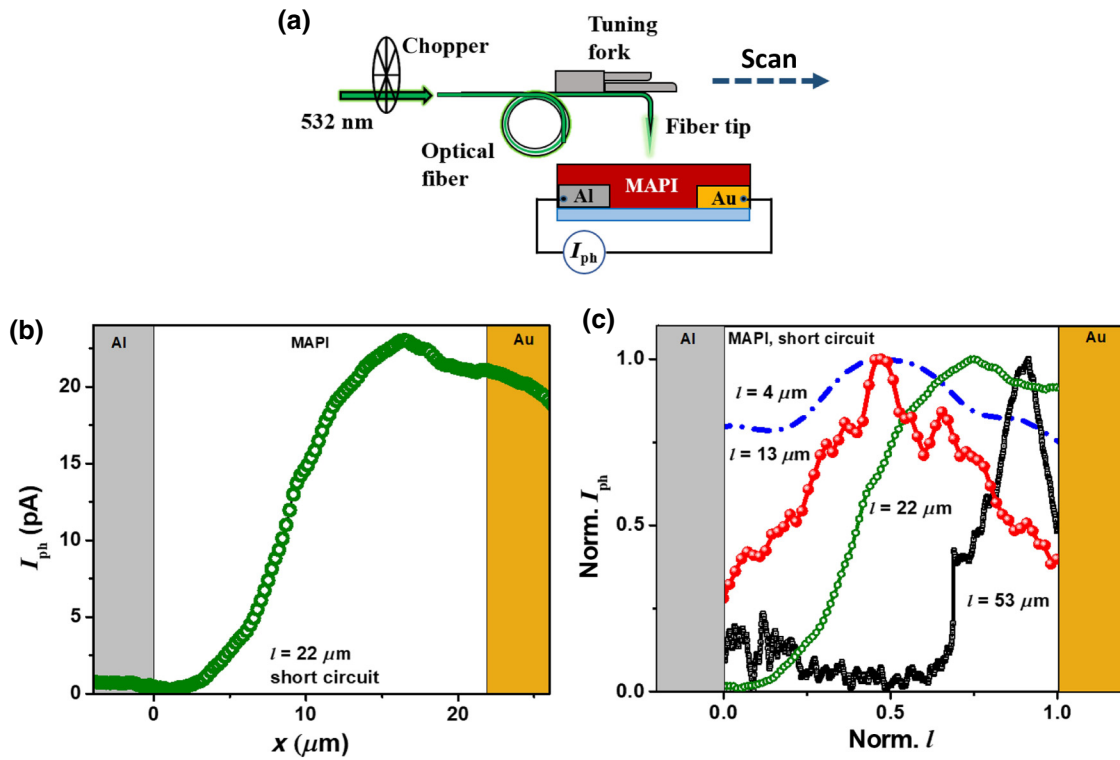 (a)
Chopper
Tuning
fork
Scan
532 nm
Optical
fiber
Fiber tip
MAPI
Al
Au
I_ph
(b)
Al
MAPI
Au
20
15
10
5
0
I_ph (pA)
l = 22 μm
short circuit
0
10
20
x (μm)
(c)
Al
MAPI, short circuit
Au
1.0
0.5
0.0
Norm. I_ph
l = 4 μm
l = 13 μm
l = 22 μm
l = 53 μm
0.0
0.5
1.0
Norm. l